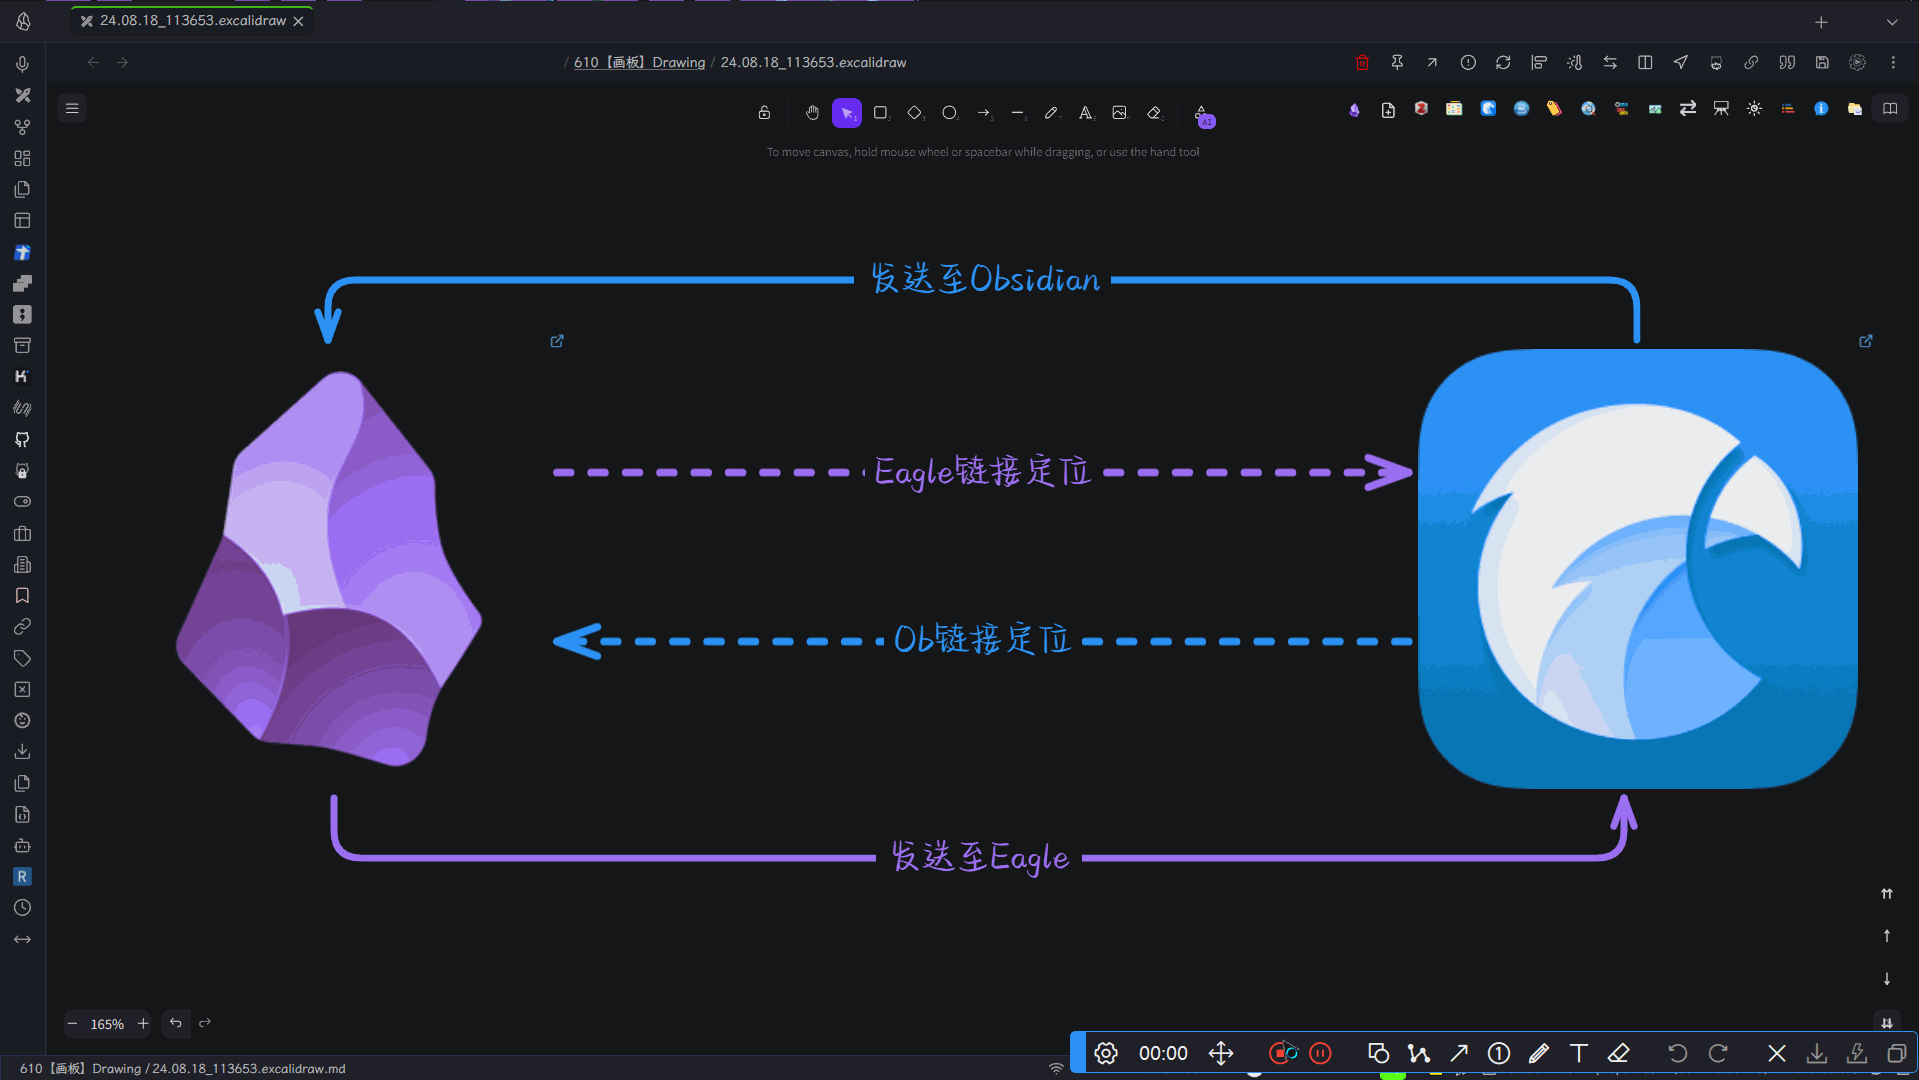 24.08.18_113653.excalidraw
/ 610【画板】Drawing / 24.08.18_113653.excalidraw
AI
To move canvas, hold mouse wheel or spacebar while dragging, or use the hand tool
发送至Obsidian
Eagle链接定位
Ob链接定位
发送至Eagle
R
165%
00:00
610【画板】Drawing / 24.08.18_113653.excalidraw.md